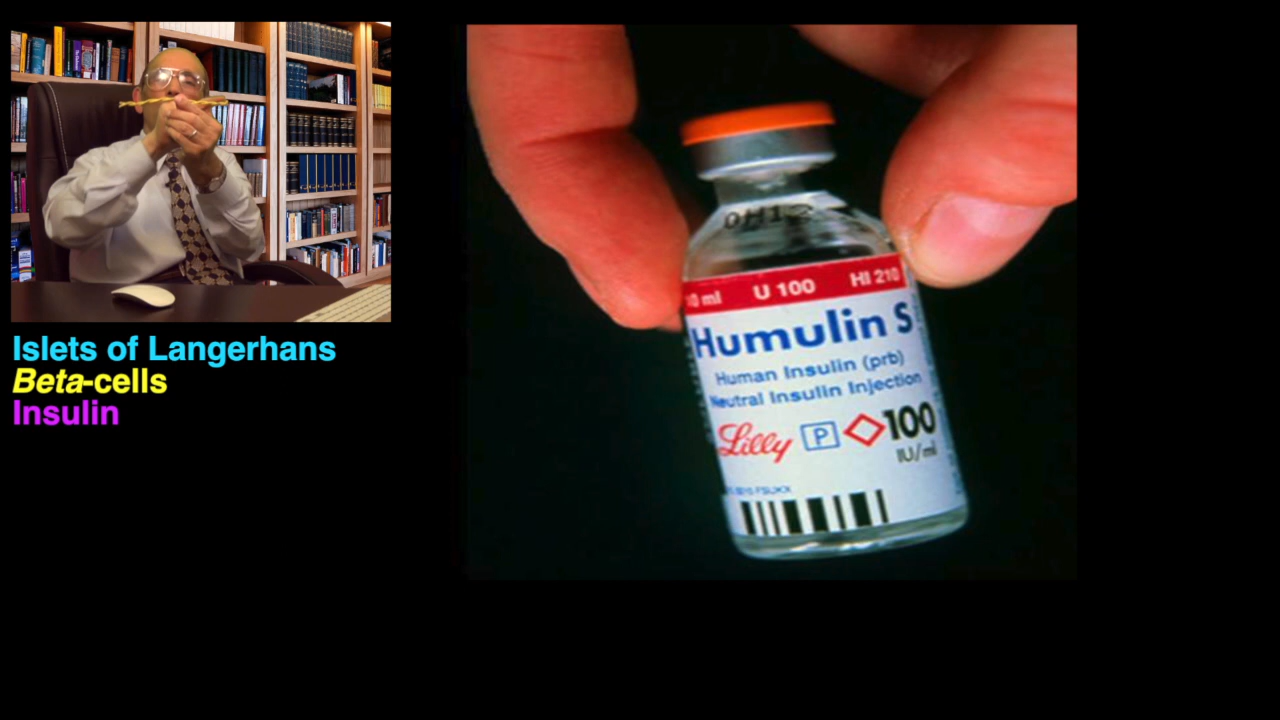 Islets of Langerhans
Beta-cells
Insulin
10 ml U 100 HI 210
Humulin S
Human Insulin (prb)
Neutral Insulin Injection
Lilly P 100
IU/ml